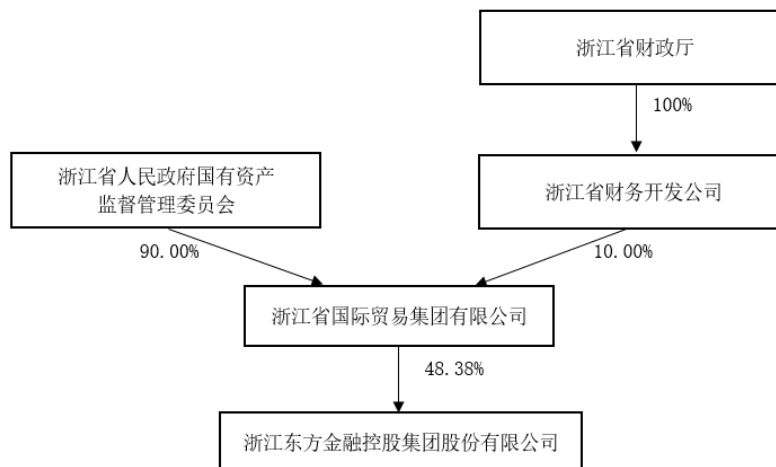 浙江省财政厅
100%
浙江省人民政府国有资产
监督管理委员会
浙江省财务开发公司
90.00%
10.00%
浙江省国际贸易集团有限公司
48.38%
浙江东方金融控股集团股份有限公司